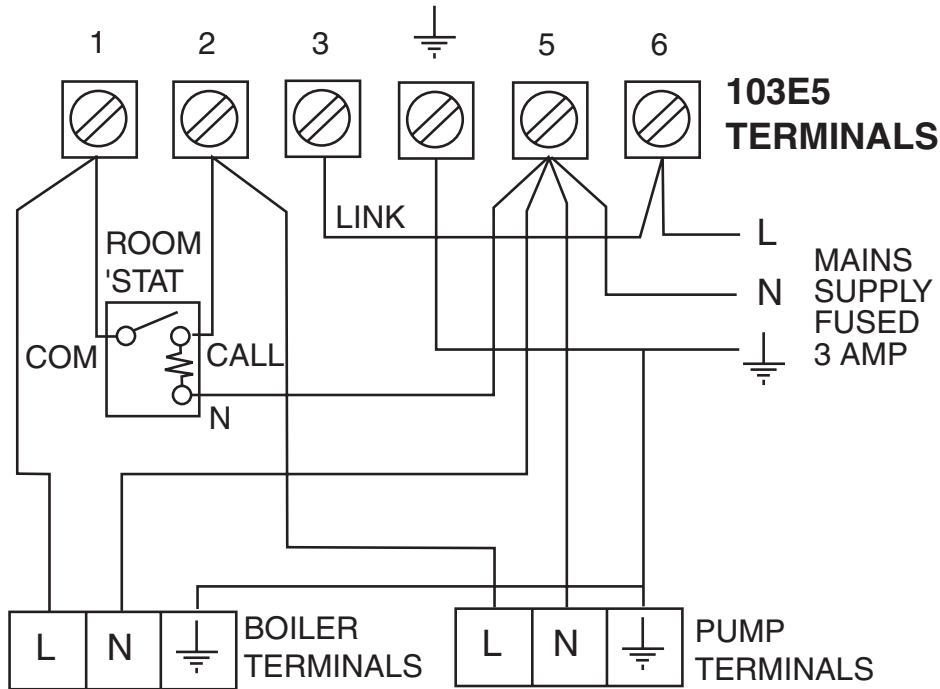 1 2 3 5 6
103E5
TERMINALS
LINK
L
ROOM
'STAT
MAINS
SUPPLY
FUSED
3 AMP
N
COM
CALL
N
L N
BOILER
TERMINALS
L N
PUMP
TERMINALS